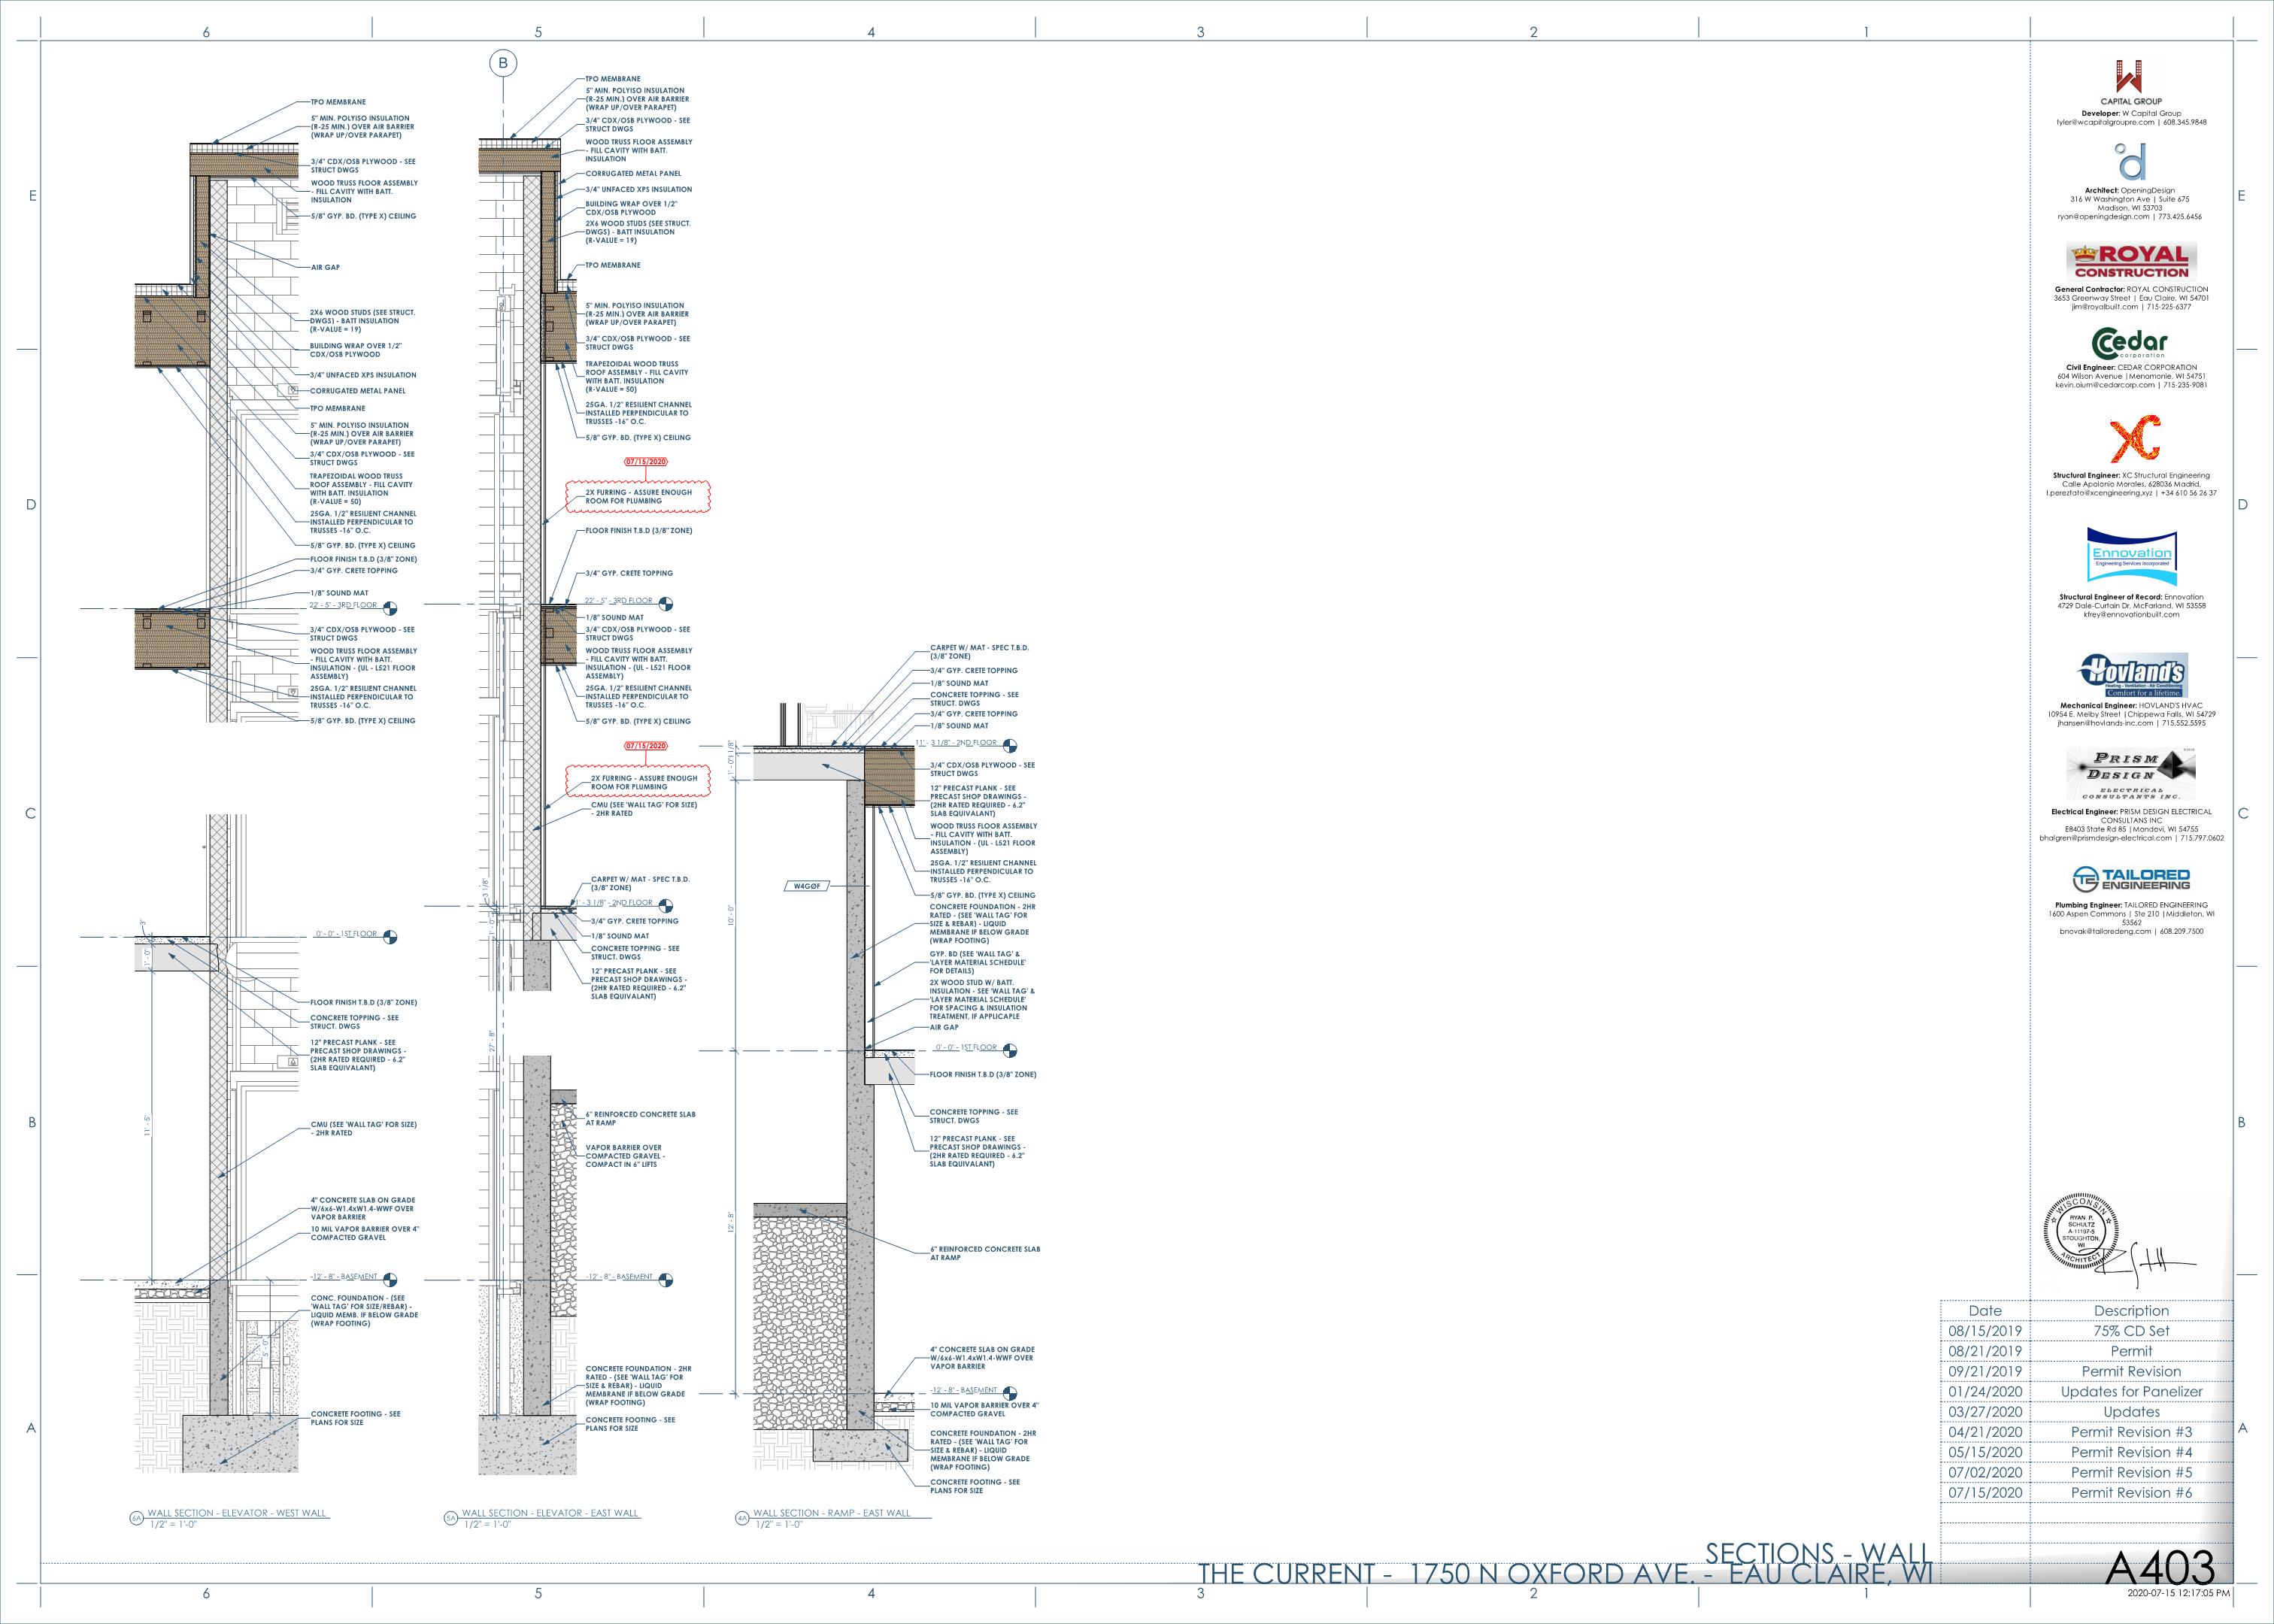 6
5
4
3
2
1
E
D
C
B
A
TPO MEMBRANE
5" MIN. POLYISO INSULATION
(R-25 MIN.) OVER AIR BARRIER
(WRAP UP/OVER PARAPET)
3/4" CDX/OSB PLYWOOD - SEE
STRUCT DWGS
WOOD TRUSS FLOOR ASSEMBLY
- FILL CAVITY WITH BATT.
INSULATION
5/8" GYP. BD. (TYPE X) CEILING
AIR GAP
2X6 WOOD STUDS (SEE STRUCT.
DWGS) - BATT INSULATION
(R-VALUE = 19)
BUILDING WRAP OVER 1/2"
CDX/OSB PLYWOOD
3/4" UNFACED XPS INSULATION
CORRUGATED METAL PANEL
TPO MEMBRANE
5" MIN. POLYISO INSULATION
(R-25 MIN.) OVER AIR BARRIER
(WRAP UP/OVER PARAPET)
3/4" CDX/OSB PLYWOOD - SEE
STRUCT DWGS
TRAPEZOIDAL WOOD TRUSS
ROOF ASSEMBLY - FILL CAVITY
WITH BATT. INSULATION
(R-VALUE = 50)
25GA. 1/2" RESILIENT CHANNEL
INSTALLED PERPENDICULAR TO
TRUSSES -16" O.C.
5/8" GYP. BD. (TYPE X) CEILING
FLOOR FINISH T.B.D (3/8" ZONE)
3/4" GYP. CRETE TOPPING
1/8" SOUND MAT
22' - 5" - 3RD FLOOR
3/4" CDX/OSB PLYWOOD - SEE
STRUCT DWGS
WOOD TRUSS FLOOR ASSEMBLY
- FILL CAVITY WITH BATT.
INSULATION - (UL - L521 FLOOR
ASSEMBLY)
25GA. 1/2" RESILIENT CHANNEL
INSTALLED PERPENDICULAR TO
TRUSSES -16" O.C.
5/8" GYP. BD. (TYPE X) CEILING
3"
1' - 0"
0' - 0" - 1ST FLOOR
FLOOR FINISH T.B.D (3/8" ZONE)
CONCRETE TOPPING - SEE
STRUCT. DWGS
12" PRECAST PLANK - SEE
PRECAST SHOP DRAWINGS -
(2HR RATED REQUIRED - 6.2"
SLAB EQUIVALANT)
11' - 5"
CMU (SEE 'WALL TAG' FOR SIZE)
- 2HR RATED
4" CONCRETE SLAB ON GRADE
W/6x6-W1.4xW1.4-WWF OVER
VAPOR BARRIER
10 MIL VAPOR BARRIER OVER 4"
COMPACTED GRAVEL
-12' - 8" - BASEMENT
CONC. FOUNDATION - (SEE
'WALL TAG' FOR SIZE/REBAR) -
LIQUID MEMB. IF BELOW GRADE
(WRAP FOOTING)
5' - 0"
CONCRETE FOOTING - SEE
PLANS FOR SIZE
6A
WALL SECTION - ELEVATOR - WEST WALL
1/2" = 1'-0"
B
TPO MEMBRANE
5" MIN. POLYISO INSULATION
(R-25 MIN.) OVER AIR BARRIER
(WRAP UP/OVER PARAPET)
3/4" CDX/OSB PLYWOOD - SEE
STRUCT DWGS
WOOD TRUSS FLOOR ASSEMBLY
- FILL CAVITY WITH BATT.
INSULATION
CORRUGATED METAL PANEL
3/4" UNFACED XPS INSULATION
BUILDING WRAP OVER 1/2"
CDX/OSB PLYWOOD
2X6 WOOD STUDS (SEE STRUCT.
DWGS) - BATT INSULATION
(R-VALUE = 19)
TPO MEMBRANE
5" MIN. POLYISO INSULATION
(R-25 MIN.) OVER AIR BARRIER
(WRAP UP/OVER PARAPET)
3/4" CDX/OSB PLYWOOD - SEE
STRUCT DWGS
TRAPEZOIDAL WOOD TRUSS
ROOF ASSEMBLY - FILL CAVITY
WITH BATT. INSULATION
(R-VALUE = 50)
25GA. 1/2" RESILIENT CHANNEL
INSTALLED PERPENDICULAR TO
TRUSSES -16" O.C.
5/8" GYP. BD. (TYPE X) CEILING
07/15/2020
2X FURRING - ASSURE ENOUGH
ROOM FOR PLUMBING
FLOOR FINISH T.B.D (3/8" ZONE)
3/4" GYP. CRETE TOPPING
22' - 5" - 3RD FLOOR
1/8" SOUND MAT
3/4" CDX/OSB PLYWOOD - SEE
STRUCT DWGS
WOOD TRUSS FLOOR ASSEMBLY
- FILL CAVITY WITH BATT.
INSULATION - (UL - L521 FLOOR
ASSEMBLY)
25GA. 1/2" RESILIENT CHANNEL
INSTALLED PERPENDICULAR TO
TRUSSES -16" O.C.
5/8" GYP. BD. (TYPE X) CEILING
07/15/2020
2X FURRING - ASSURE ENOUGH
ROOM FOR PLUMBING
CMU (SEE 'WALL TAG' FOR SIZE)
- 2HR RATED
CARPET W/ MAT - SPEC T.B.D.
(3/8" ZONE)
1' - 3 1/8" - 2ND FLOOR
3/4" GYP. CRETE TOPPING
1/8" SOUND MAT
CONCRETE TOPPING - SEE
STRUCT. DWGS
12" PRECAST PLANK - SEE
PRECAST SHOP DRAWINGS -
(2HR RATED REQUIRED - 6.2"
SLAB EQUIVALANT)
27' - 8"
6" REINFORCED CONCRETE SLAB
AT RAMP
VAPOR BARRIER OVER
COMPACTED GRAVEL -
COMPACT IN 6" LIFTS
-12' - 8" - BASEMENT
CONCRETE FOUNDATION - 2HR
RATED - (SEE 'WALL TAG' FOR
SIZE & REBAR) - LIQUID
MEMBRANE IF BELOW GRADE
(WRAP FOOTING)
CONCRETE FOOTING - SEE
PLANS FOR SIZE
5A
WALL SECTION - ELEVATOR - EAST WALL
1/2" = 1'-0"
CARPET W/ MAT - SPEC T.B.D.
(3/8" ZONE)
3/4" GYP. CRETE TOPPING
1/8" SOUND MAT
CONCRETE TOPPING - SEE
STRUCT. DWGS
3/4" GYP. CRETE TOPPING
1/8" SOUND MAT
11' - 3 1/8" - 2ND FLOOR
3/4" CDX/OSB PLYWOOD - SEE
STRUCT DWGS
12" PRECAST PLANK - SEE
PRECAST SHOP DRAWINGS -
(2HR RATED REQUIRED - 6.2"
SLAB EQUIVALANT)
WOOD TRUSS FLOOR ASSEMBLY
- FILL CAVITY WITH BATT.
INSULATION - (UL - L521 FLOOR
ASSEMBLY)
25GA. 1/2" RESILIENT CHANNEL
INSTALLED PERPENDICULAR TO
TRUSSES -16" O.C.
W4GØF
5/8" GYP. BD. (TYPE X) CEILING
CONCRETE FOUNDATION - 2HR
RATED - (SEE 'WALL TAG' FOR
SIZE & REBAR) - LIQUID
MEMBRANE IF BELOW GRADE
(WRAP FOOTING)
10' - 0"
GYP. BD (SEE 'WALL TAG' &
'LAYER MATERIAL SCHEDULE'
FOR DETAILS)
2X WOOD STUD W/ BATT.
INSULATION - SEE 'WALL TAG' &
'LAYER MATERIAL SCHEDULE'
FOR SPACING & INSULATION
TREATMENT, IF APPLICAPLE
AIR GAP
0' - 0" - 1ST FLOOR
FLOOR FINISH T.B.D (3/8" ZONE)
CONCRETE TOPPING - SEE
STRUCT. DWGS
12" PRECAST PLANK - SEE
PRECAST SHOP DRAWINGS -
(2HR RATED REQUIRED - 6.2"
SLAB EQUIVALANT)
12' - 8"
6" REINFORCED CONCRETE SLAB
AT RAMP
4" CONCRETE SLAB ON GRADE
W/6x6-W1.4xW1.4-WWF OVER
VAPOR BARRIER
-12' - 8" - BASEMENT
10 MIL VAPOR BARRIER OVER 4"
COMPACTED GRAVEL
CONCRETE FOUNDATION - 2HR
RATED - (SEE 'WALL TAG' FOR
SIZE & REBAR) - LIQUID
MEMBRANE IF BELOW GRADE
(WRAP FOOTING)
CONCRETE FOOTING - SEE
PLANS FOR SIZE
4A
WALL SECTION - RAMP - EAST WALL
1/2" = 1'-0"
CAPITAL GROUP
Developer: W Capital Group
tyler@wcapitalgroupre.com | 608.345.9848
Architect: OpeningDesign
316 W Washington Ave | Suite 675
Madison, WI 53703
ryan@openingdesign.com | 773.425.6456
ROYAL
CONSTRUCTION
General Contractor: ROYAL CONSTRUCTION
3653 Greenway Street | Eau Claire, WI 54701
jim@royalbuilt.com | 715-225-6377
Cedar
corporation
Civil Engineer: CEDAR CORPORATION
604 Wilson Avenue |Menomonie, WI 54751
kevin.oium@cedarcorp.com | 715-235-9081
XC
Structural Engineer: XC Structural Engineering
Calle Apolonio Morales, 628036 Madrid,
l.pereztato@xcengineering.xyz | +34 610 56 26 37
Ennovation
Engineering Services Incorporated
Structural Engineer of Record: Ennovation
4729 Dale-Curtain Dr, McFarland, WI 53558
kfrey@ennovationbuilt.com
Hovland's
Heating - Ventilation - Air Conditioning
Comfort for a lifetime.
Mechanical Engineer: HOVLAND'S HVAC
10954 E. Melby Street |Chippewa Falls, WI 54729
jhansen@hovlands-inc.com | 715.552.5595
PRISM
DESIGN
ELECTRICAL
CONSULTANTS INC.
Electrical Engineer: PRISM DESIGN ELECTRICAL
CONSULTANS INC
E8403 State Rd 85 |Mandovi, WI 54755
bhalgren@prismdesign-electrical.com | 715.797.0602
TE TAILORED
ENGINEERING
Plumbing Engineer: TAILORED ENGINEERING
1600 Aspen Commons | Ste 210 |Middleton, WI
53562
bnovak@tailoredeng.com | 608.209.7500
WISCONSIN
RYAN P.
SCHULTZ
A-11197-5
STOUGHTON,
WI
ARCHITECT
Date Description
08/15/2019 75% CD Set
08/21/2019 Permit
09/21/2019 Permit Revision
01/24/2020 Updates for Panelizer
03/27/2020 Updates
04/21/2020 Permit Revision #3
05/15/2020 Permit Revision #4
07/02/2020 Permit Revision #5
07/15/2020 Permit Revision #6
SECTIONS - WALL
THE CURRENT - 1750 N OXFORD AVE. - EAU CLAIRE, WI
A403
2020-07-15 12:17:05 PM
6
5
4
3
2
1
E
D
C
B
A